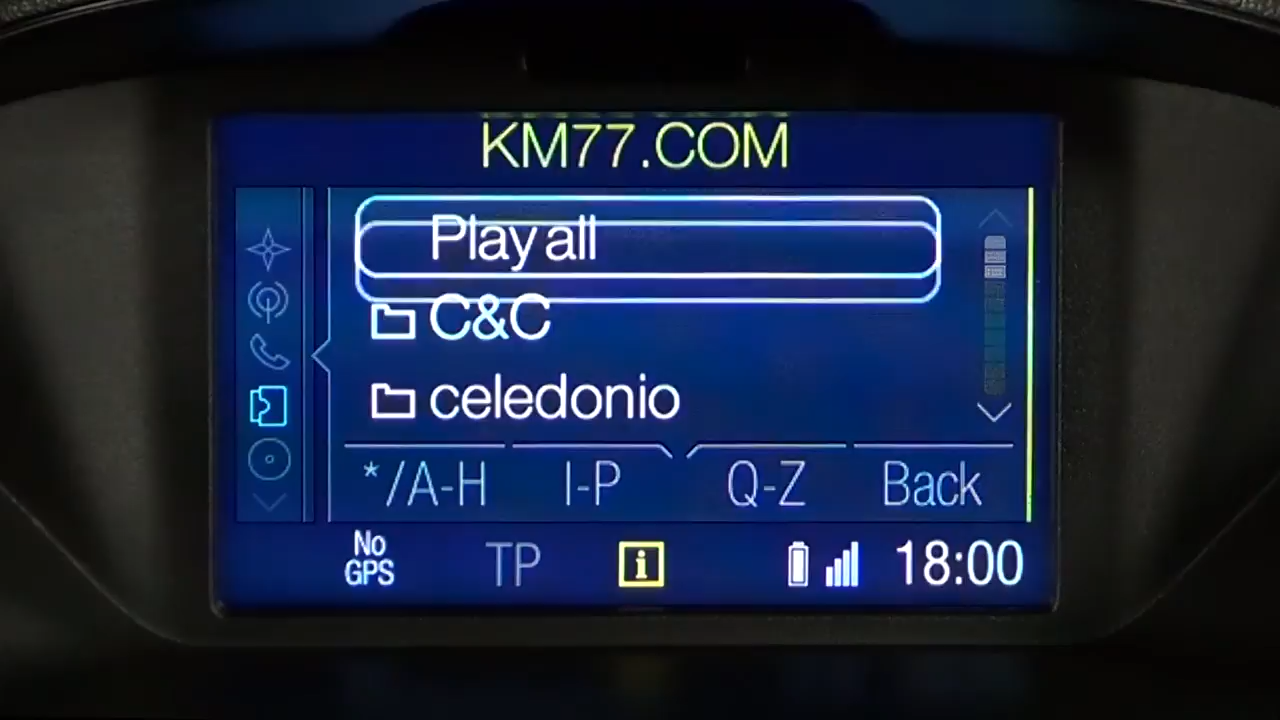 KM77.COM
Play all
C&C
celedonio
*/A-H I-P Q-Z Back
No GPS TP i 18:00